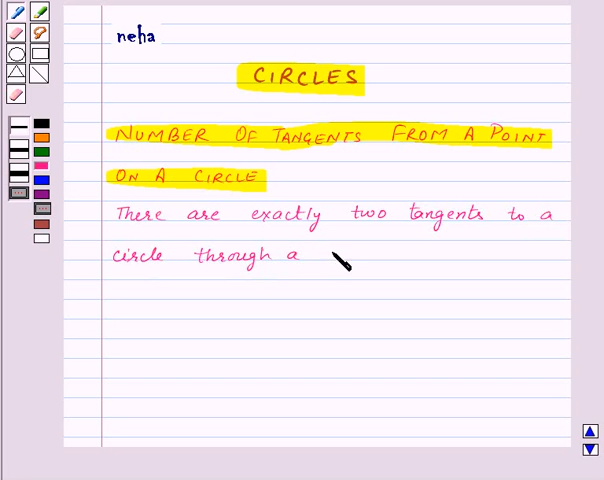 neha
CIRCLES
NUMBER OF TANGENTS FROM A POINT
ON A CIRCLE
There are exactly two tangents to a
circle through a